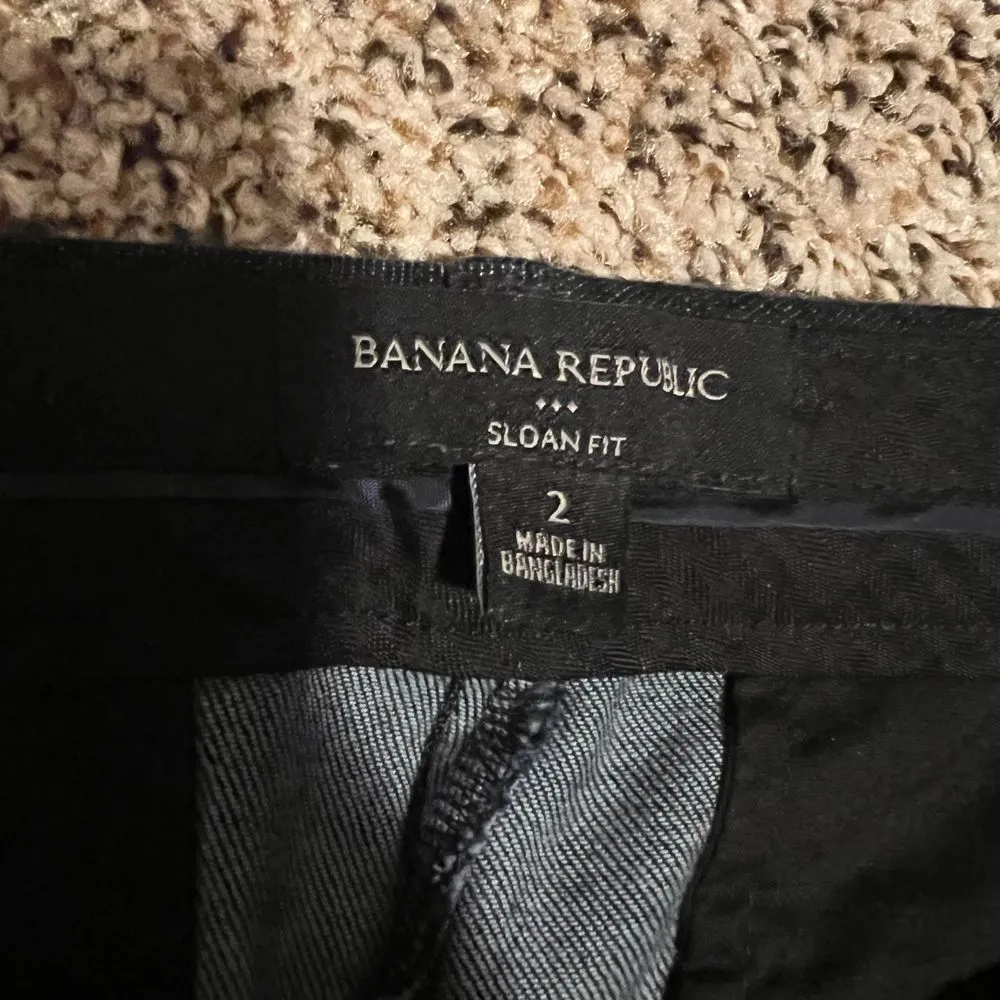 BANANA REPUBLIC
SLOAN FIT
2
MADE IN
BANGLADESH